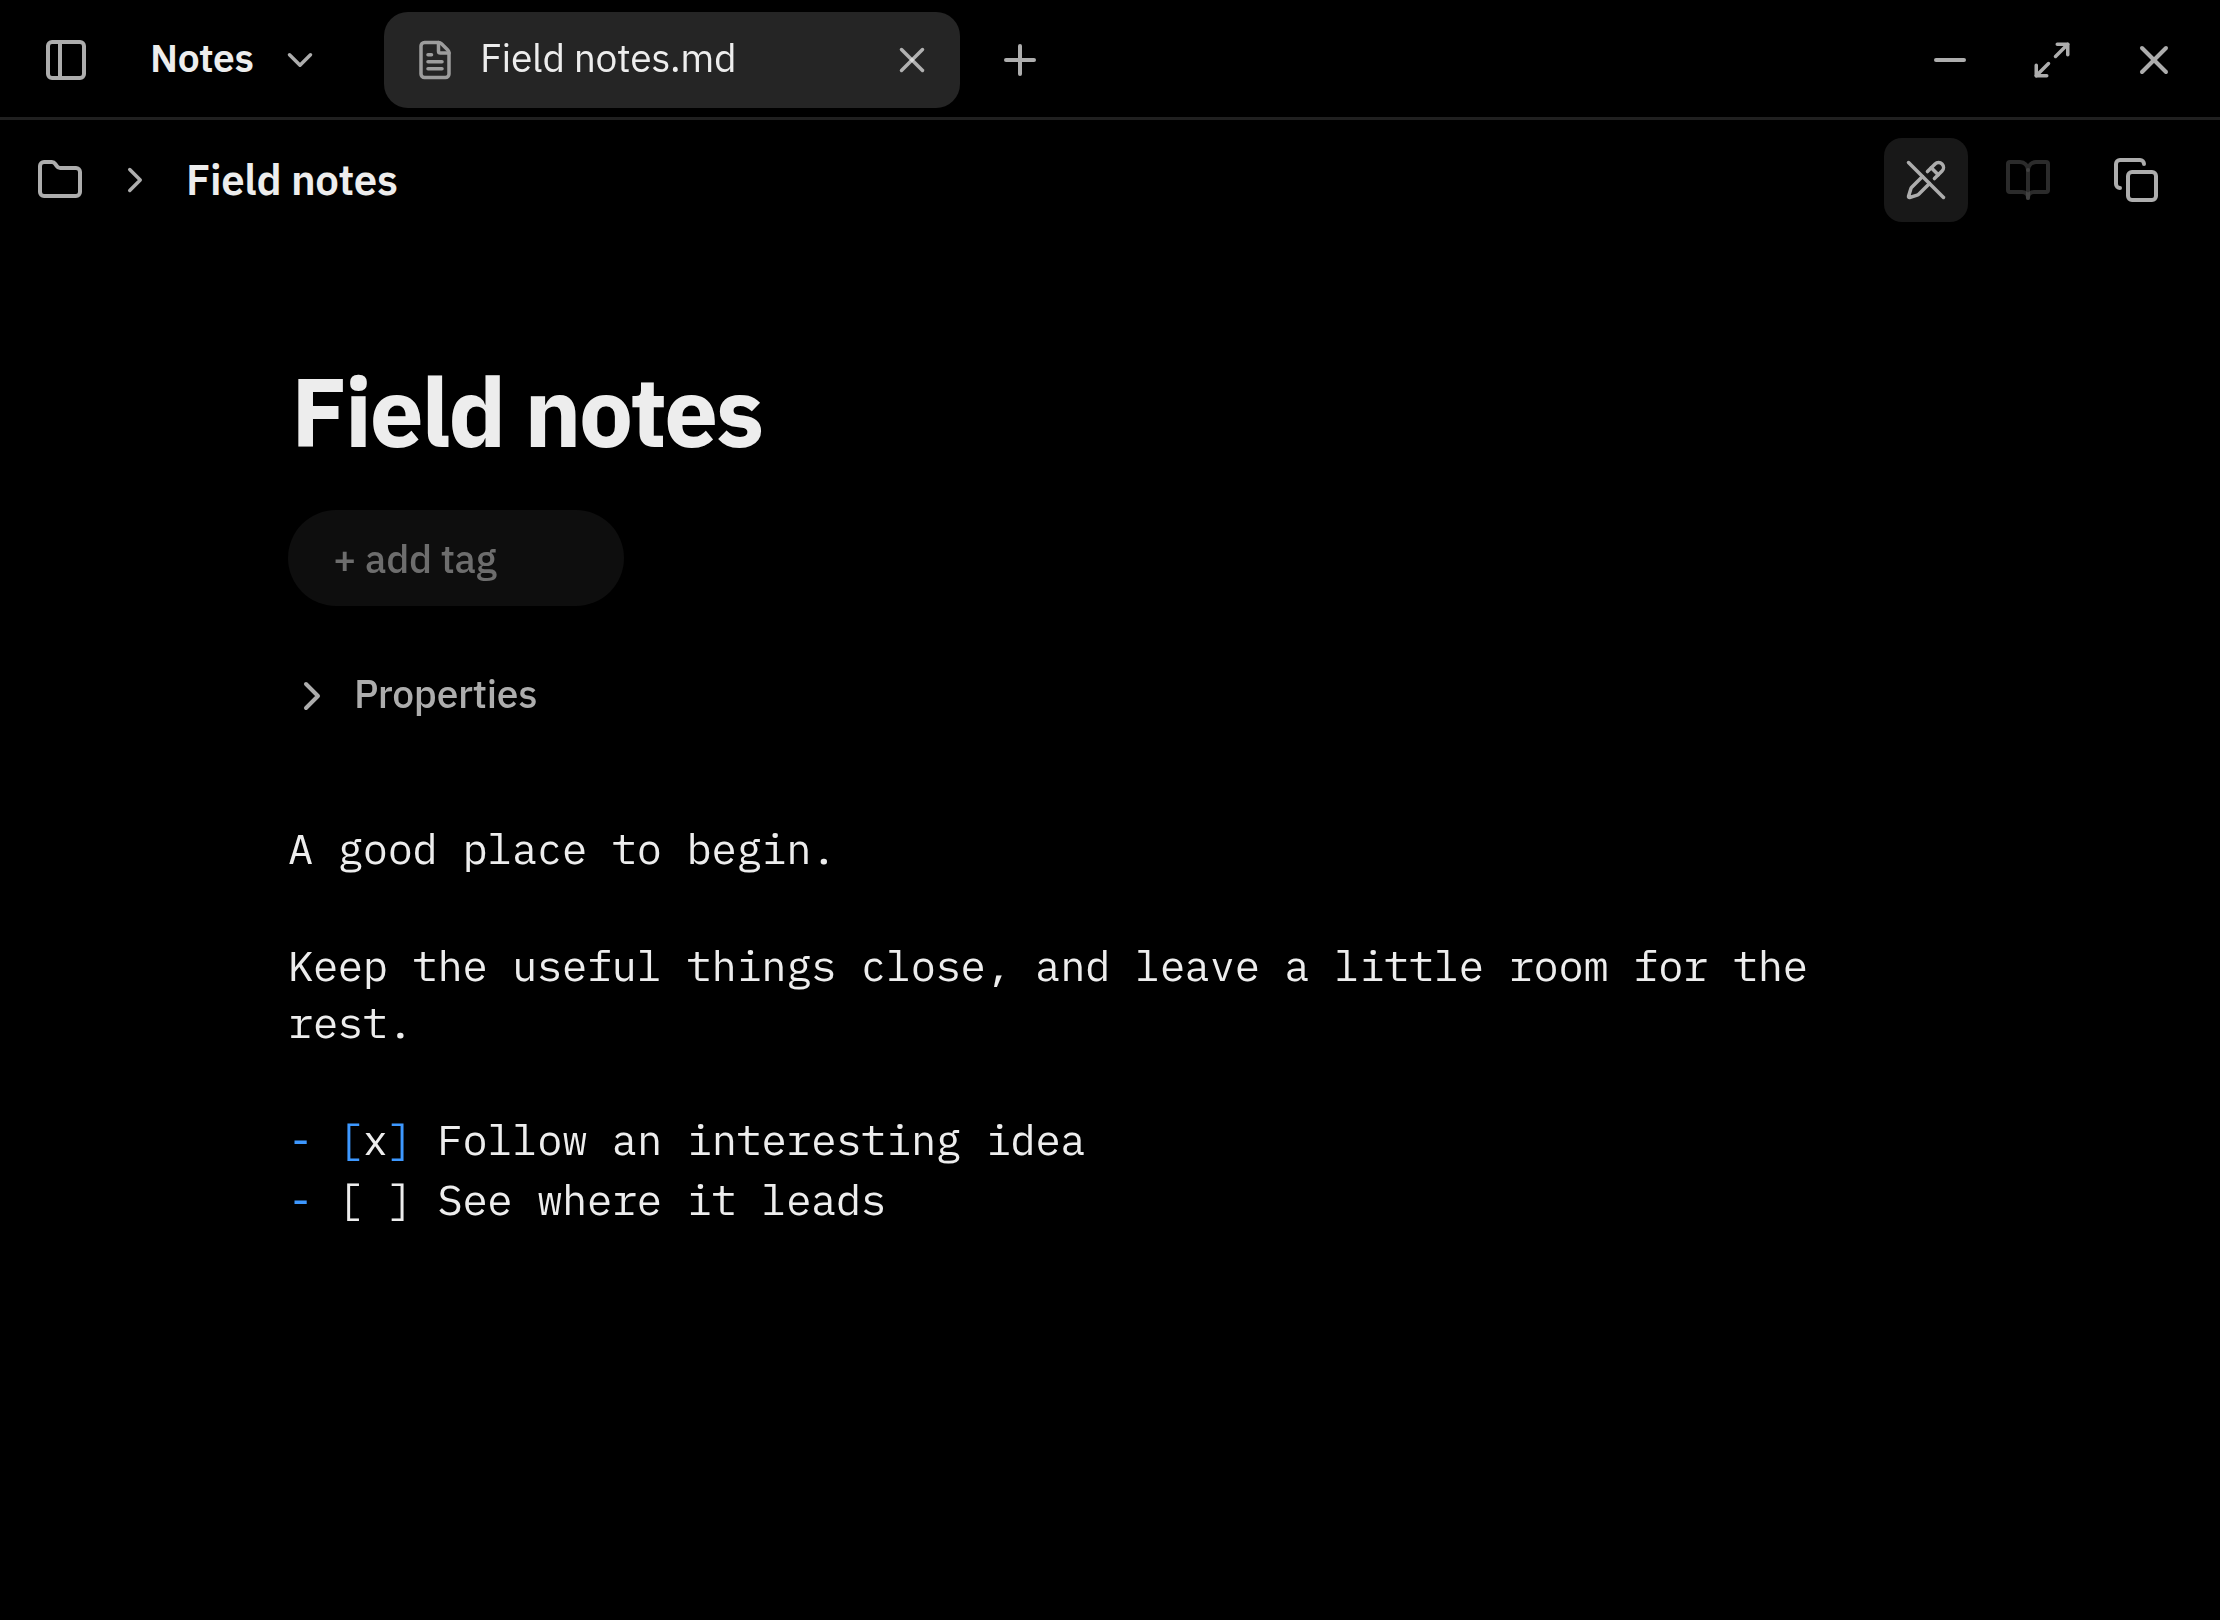 Notes
Field notes.md
Field notes
Field notes
+ add tag
Properties
A good place to begin.
Keep the useful things close, and leave a little room for the
rest.
- [x] Follow an interesting idea
- [ ] See where it leads